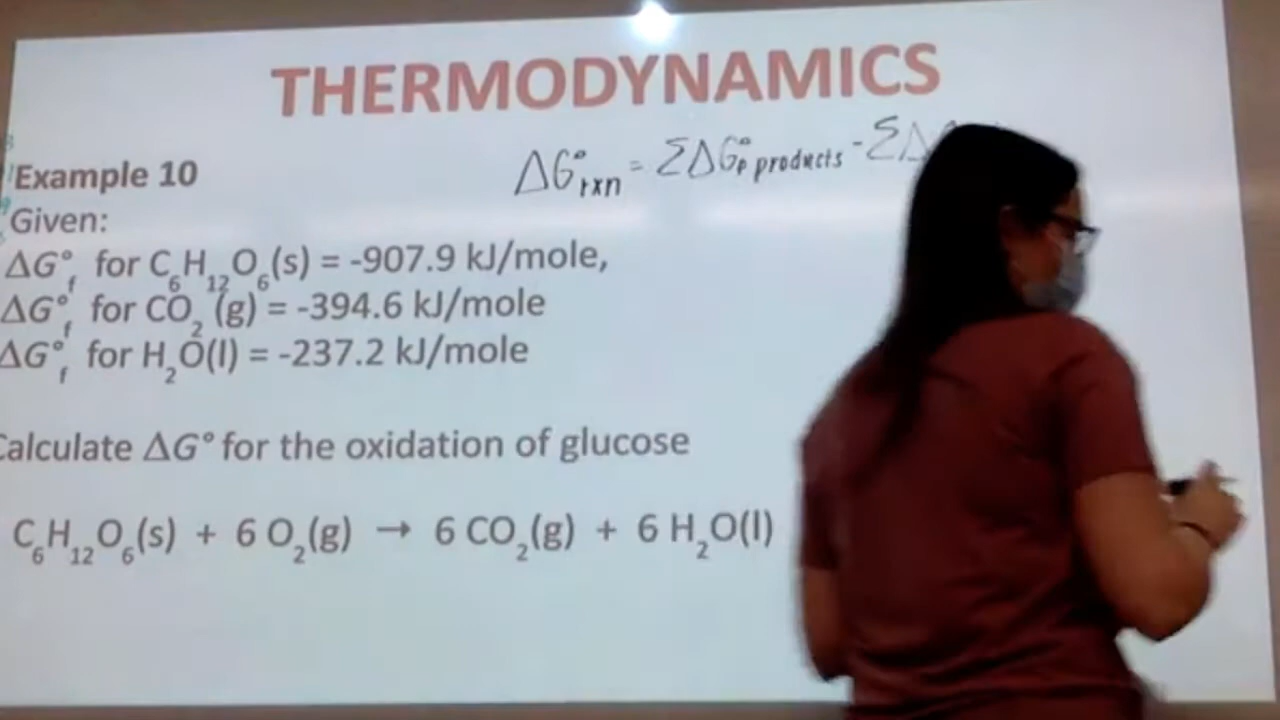 THERMODYNAMICS
ΔG°rxn = ΣΔG°f products - ΣΔ
Example 10
Given:
ΔG°f for C6H12O6(s) = -907.9 kJ/mole,
ΔG°f for CO2 (g) = -394.6 kJ/mole
ΔG°f for H2O(l) = -237.2 kJ/mole
Calculate ΔG° for the oxidation of glucose
C6H12O6(s) + 6 O2(g) → 6 CO2(g) + 6 H2O(l)